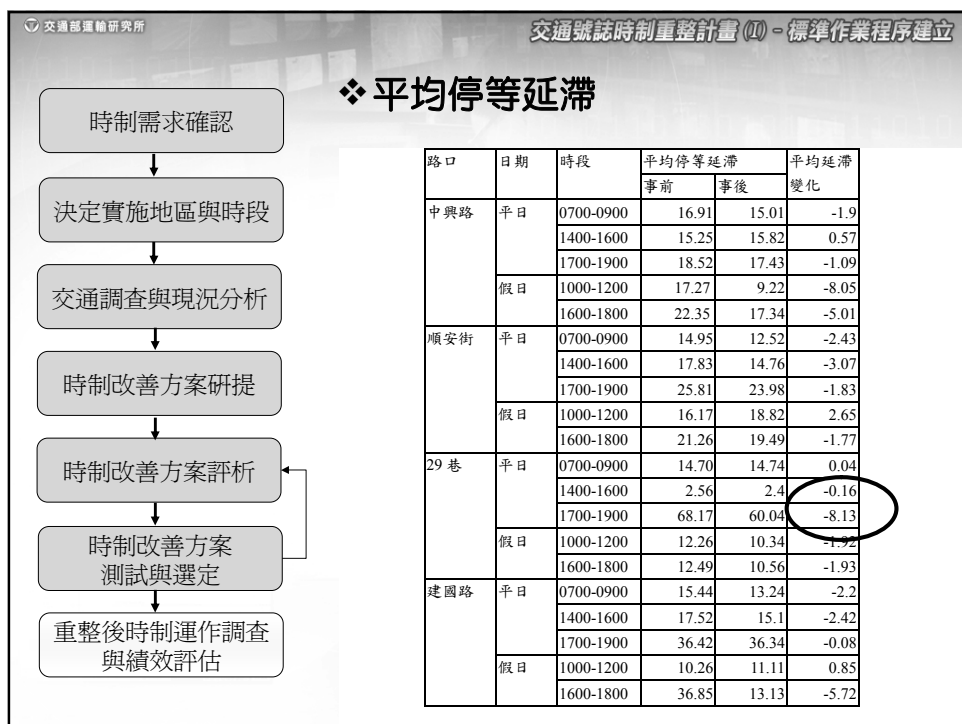 交通部運輸研究所
交通號誌時制重整計畫(I)－標準作業程序建立
❖平均停等延滯
時制需求確認
決定實施地區與時段
交通調查與現況分析
時制改善方案研提
時制改善方案評析
時制改善方案
測試與選定
重整後時制運作調查
與績效評估
路口 日期 時段 平均停等延滯 平均延滯
事前 事後 變化
中興路 平日 0700-0900 16.91 15.01 -1.9
1400-1600 15.25 15.82 0.57
1700-1900 18.52 17.43 -1.09
假日 1000-1200 17.27 9.22 -8.05
1600-1800 22.35 17.34 -5.01
順安街 平日 0700-0900 14.95 12.52 -2.43
1400-1600 17.83 14.76 -3.07
1700-1900 25.81 23.98 -1.83
假日 1000-1200 16.17 18.82 2.65
1600-1800 21.26 19.49 -1.77
29 巷 平日 0700-0900 14.70 14.74 0.04
1400-1600 2.56 2.4 -0.16
1700-1900 68.17 60.04 -8.13
假日 1000-1200 12.26 10.34 -1.92
1600-1800 12.49 10.56 -1.93
建國路 平日 0700-0900 15.44 13.24 -2.2
1400-1600 17.52 15.1 -2.42
1700-1900 36.42 36.34 -0.08
假日 1000-1200 10.26 11.11 0.85
1600-1800 36.85 13.13 -5.72